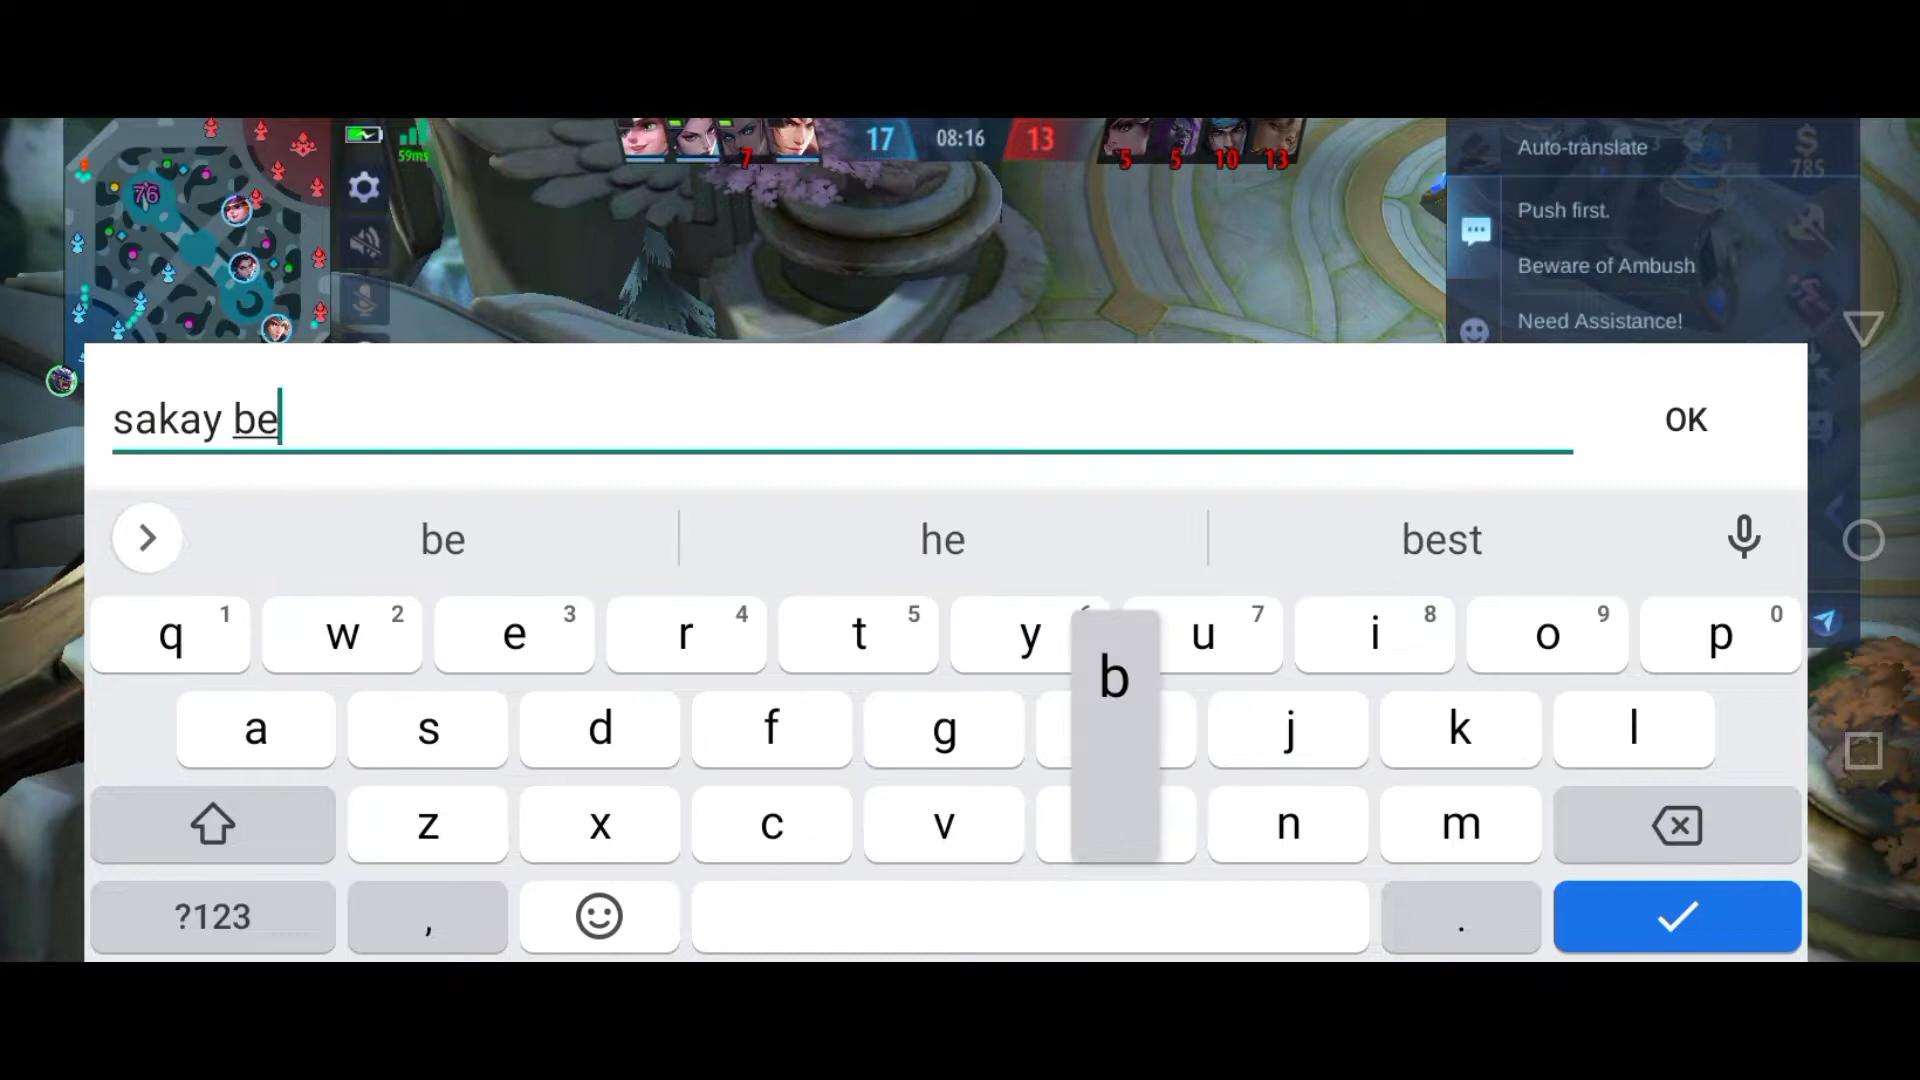 76
59ms
7
17
08:16
13
5
5
10
13
Auto-translate
$
785
Push first.
Beware of Ambush
Need Assistance!
sakay be
OK
be
he
best
q 1
w 2
e 3
r 4
t 5
y
u 7
i 8
o 9
p 0
b
a
s
d
f
g
j
k
l
z
x
c
v
n
m
?123
,
.